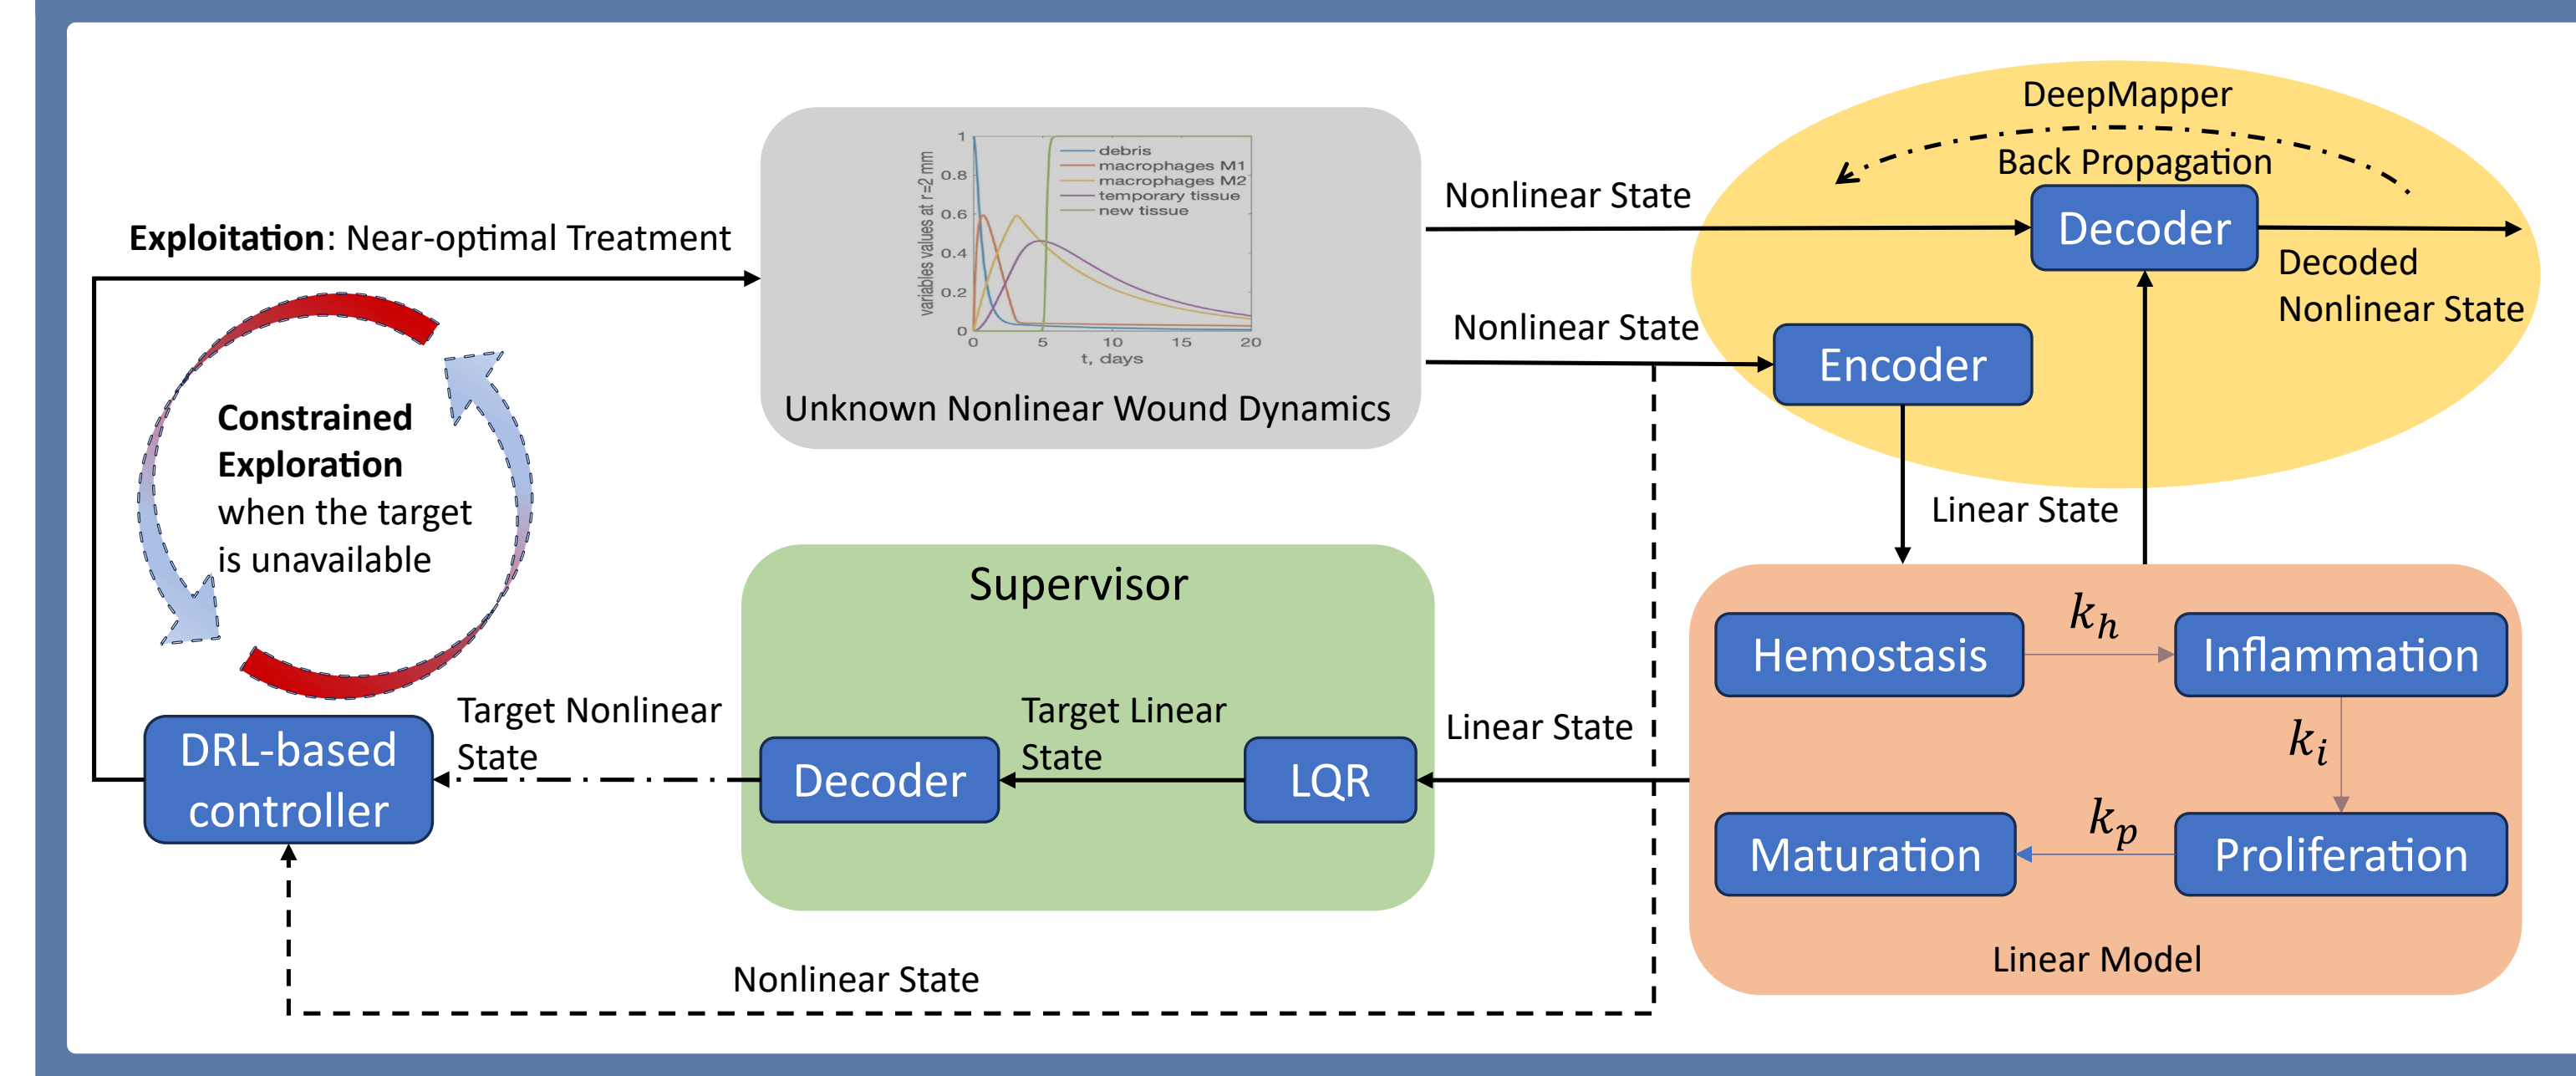 Exploitation: Near-optimal Treatment
Constrained
Exploration
when the target
is unavailable
DRL-based
controller
variables values at r =2 mm
1
0.8
0.6
0.4
0.2
0
0
5
10
15
20
t, days
debris
macrophages M1
macrophages M2
temporary tissue
new tissue
Unknown Nonlinear Wound Dynamics
Nonlinear State
Nonlinear State
DeepMapper
Back Propagation
Decoder
Decoded
Nonlinear State
Encoder
Linear State
Supervisor
Target Nonlinear
State
Decoder
Target Linear
State
LQR
Linear State
Hemostasis
k_h
Inflammation
k_i
Maturation
k_p
Proliferation
Linear Model
Nonlinear State